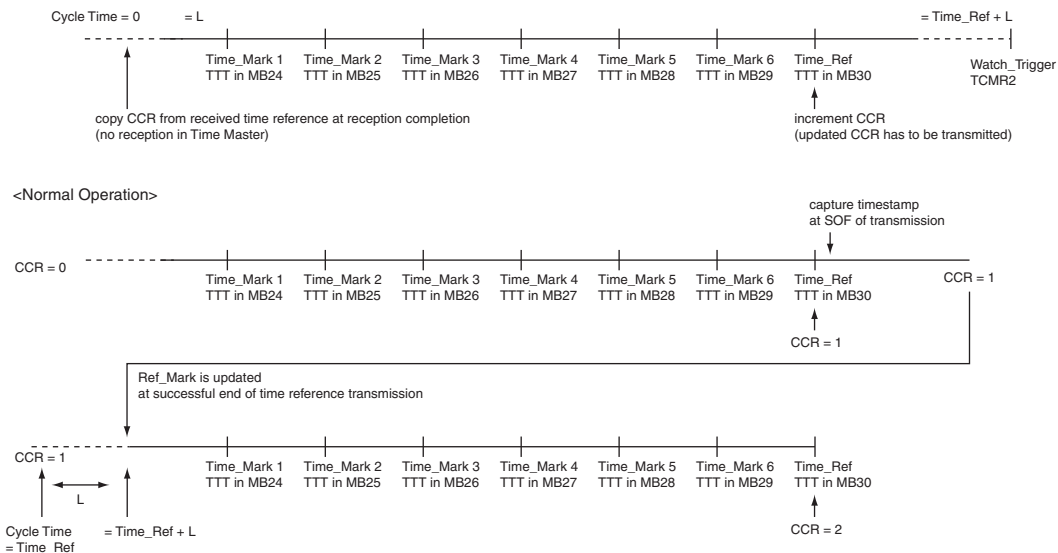 Cycle Time = 0 = L = Time_Ref + L
Time_Mark 1 Time_Mark 2 Time_Mark 3 Time_Mark 4 Time_Mark 5 Time_Mark 6 Time_Ref
TTT in MB24 TTT in MB25 TTT in MB26 TTT in MB27 TTT in MB28 TTT in MB29 TTT in MB30
Watch_Trigger
TCMR2
copy CCR from received time reference at reception completion
(no reception in Time Master)
increment CCR
(updated CCR has to be transmitted)
<Normal Operation>
capture timestamp
at SOF of transmission
CCR = 0
Time_Mark 1 Time_Mark 2 Time_Mark 3 Time_Mark 4 Time_Mark 5 Time_Mark 6 Time_Ref
TTT in MB24 TTT in MB25 TTT in MB26 TTT in MB27 TTT in MB28 TTT in MB29 TTT in MB30
CCR = 1
CCR = 1
Ref_Mark is updated
at successful end of time reference transmission
CCR = 1
Time_Mark 1 Time_Mark 2 Time_Mark 3 Time_Mark 4 Time_Mark 5 Time_Mark 6 Time_Ref
TTT in MB24 TTT in MB25 TTT in MB26 TTT in MB27 TTT in MB28 TTT in MB29 TTT in MB30
L
Cycle Time
= Time_Ref
= Time_Ref + L
CCR = 2